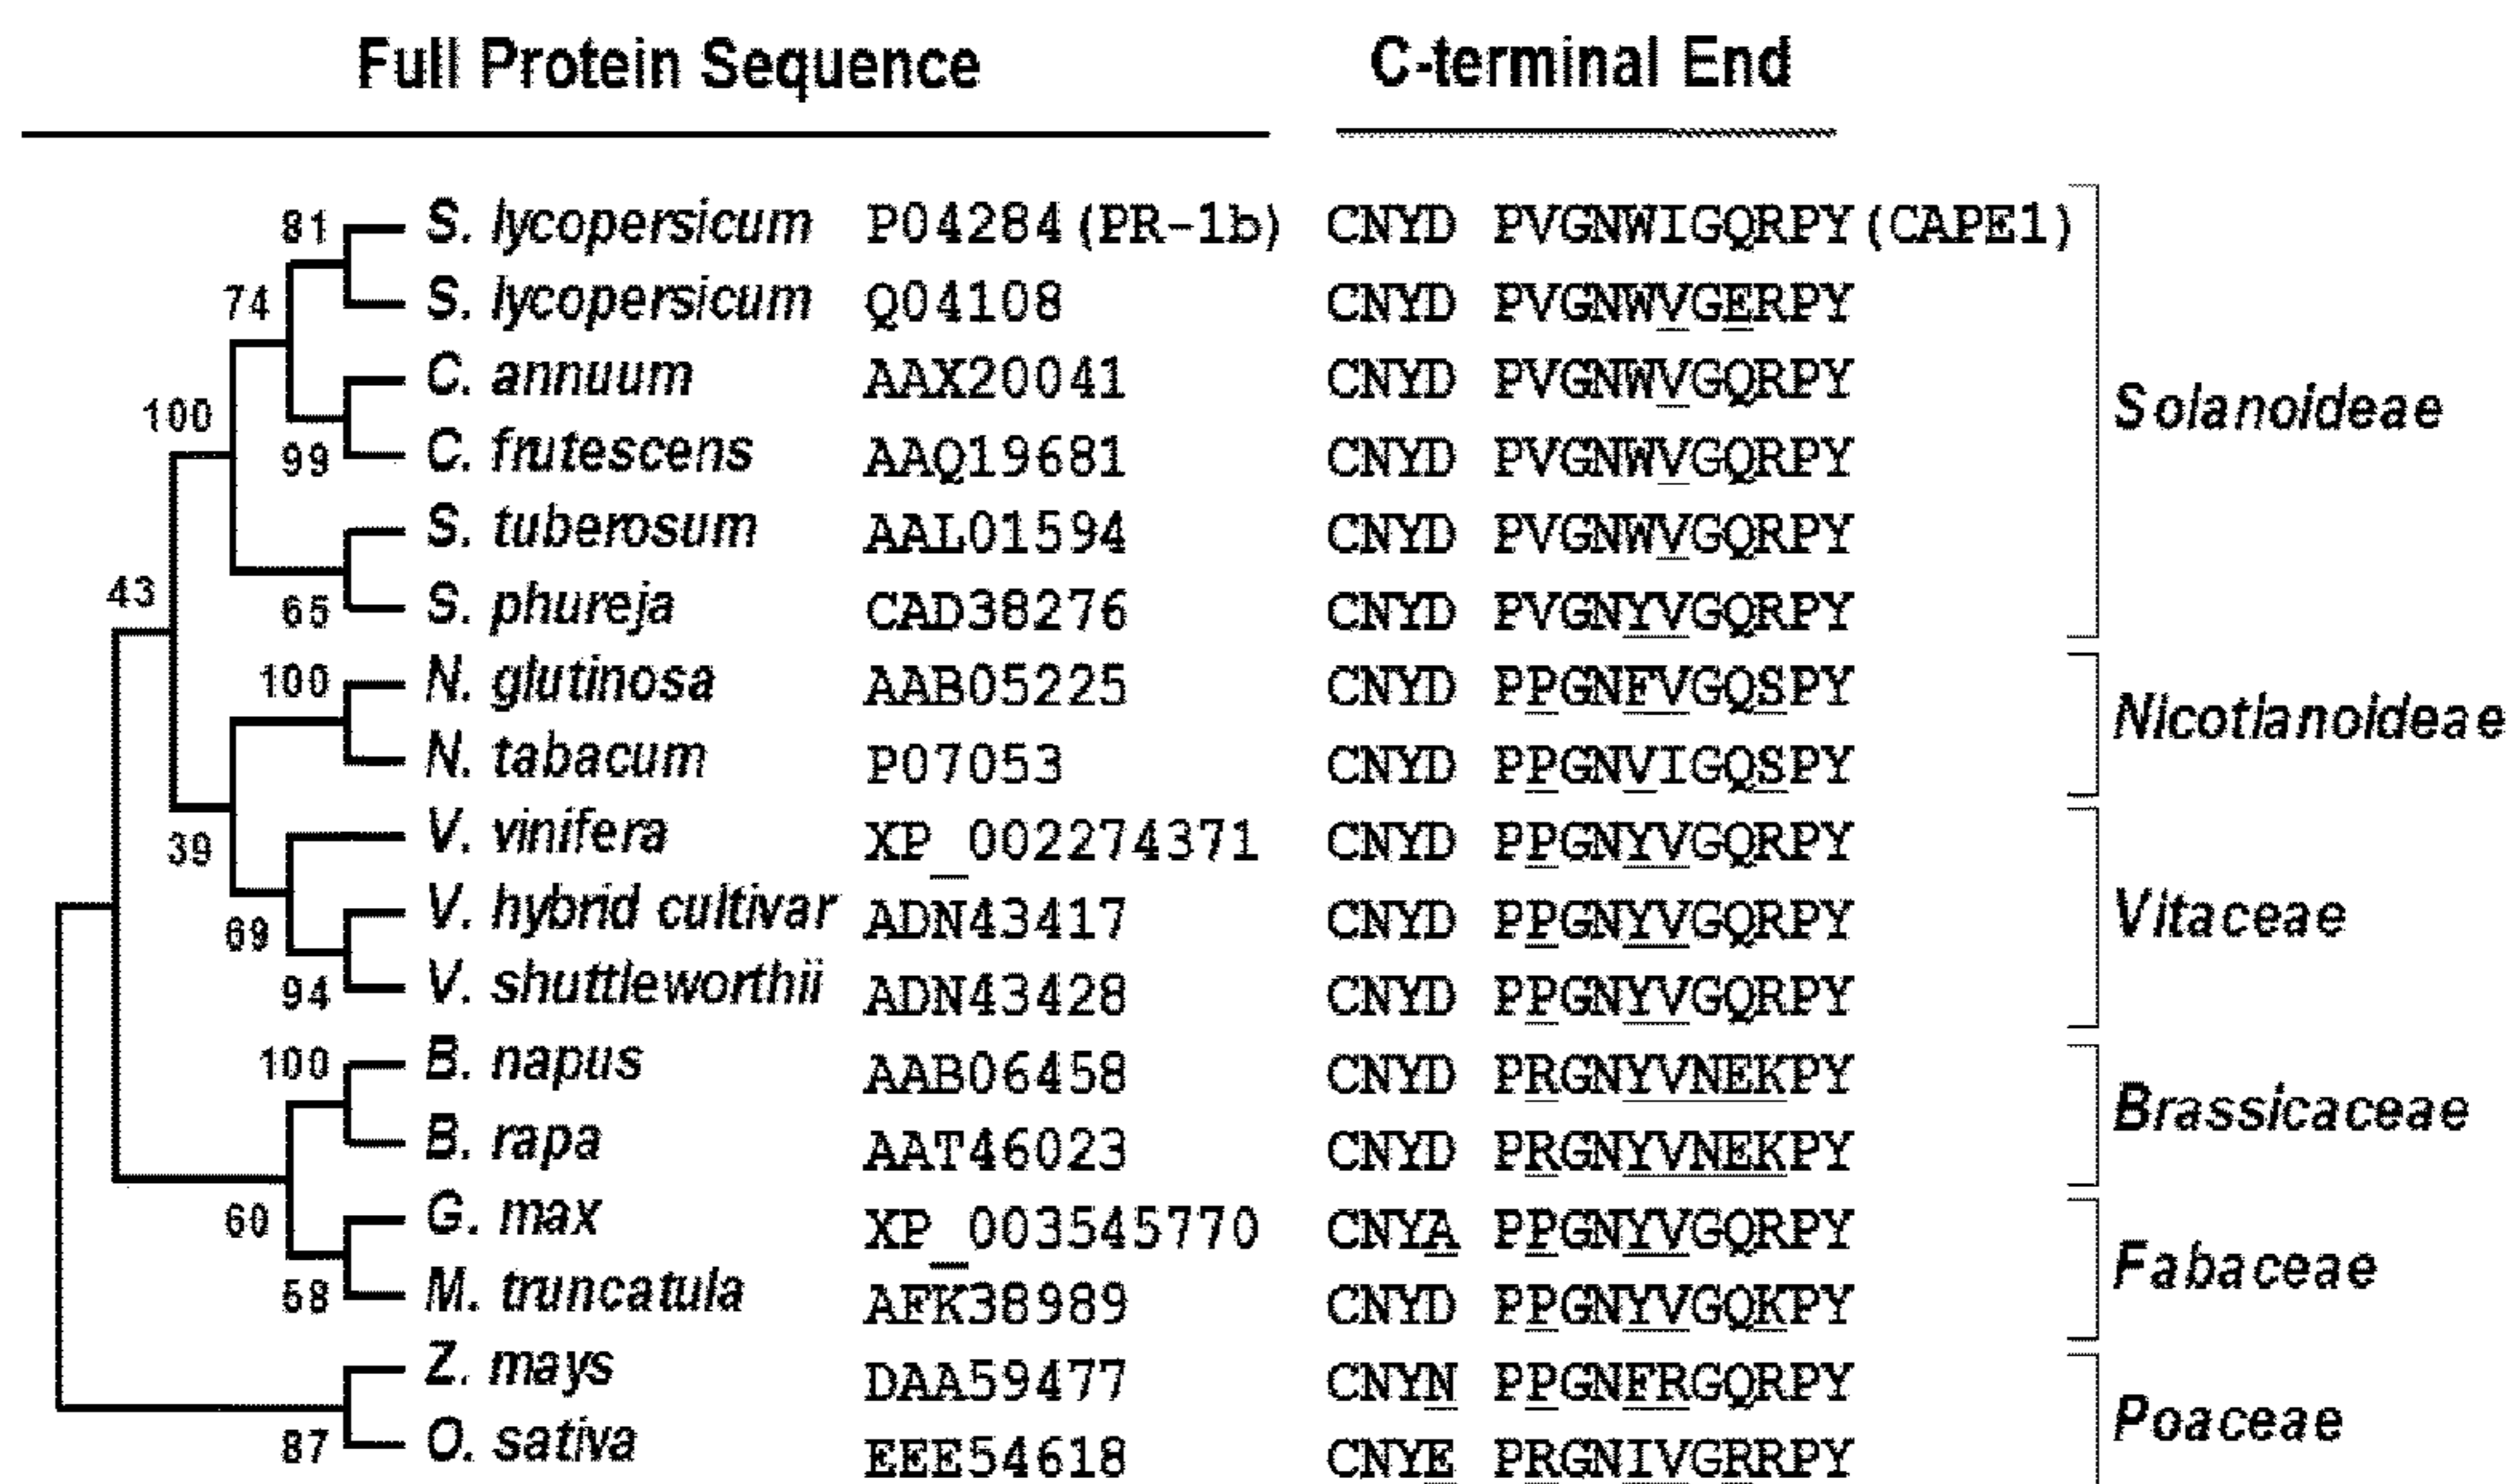 Full Protein Sequence C-terminal End
81 S. lycopersicum P04284(PR-1b) CNYD PVGNWIGQRPY(CAPE1)
74 S. lycopersicum Q04108 CNYD PVGNWVGERPY
C. annuum AAX20041 CNYD PVGNWVGQRPY
100 Solanoideae
99 C. frutescens AAQ19681 CNYD PVGNWVGQRPY
S. tuberosum AAL01594 CNYD PVGNWVGQRPY
43 65 S. phureja CAD38276 CNYD PVGNYVGQRPY
100 N. glutinosa AAB05225 CNYD PPGNFVGQSPY
Nicotianoideae
N. tabacum P07053 CNYD PPGNVIGQSPY
39 V. vinifera XP_002274371 CNYD PPGNYVGQRPY
69 V. hybrid cultivar ADN43417 CNYD PPGNYVGQRPY Vitaceae
94 V. shuttleworthii ADN43428 CNYD PPGNYVGQRPY
100 B. napus AAB06458 CNYD PRGNYVNEKPY
Brassicaceae
B. rapa AAT46023 CNYD PRGNYVNEKPY
60 G. max XP_003545770 CNYA PPGNYVGQRPY
Fabaceae
58 M. truncatula AFK38989 CNYD PPGNYVGQKPY
Z. mays DAA59477 CNYN PPGNFRGQRPY
Poaceae
87 O. sativa EEE54618 CNYE PRGNIVGRRPY